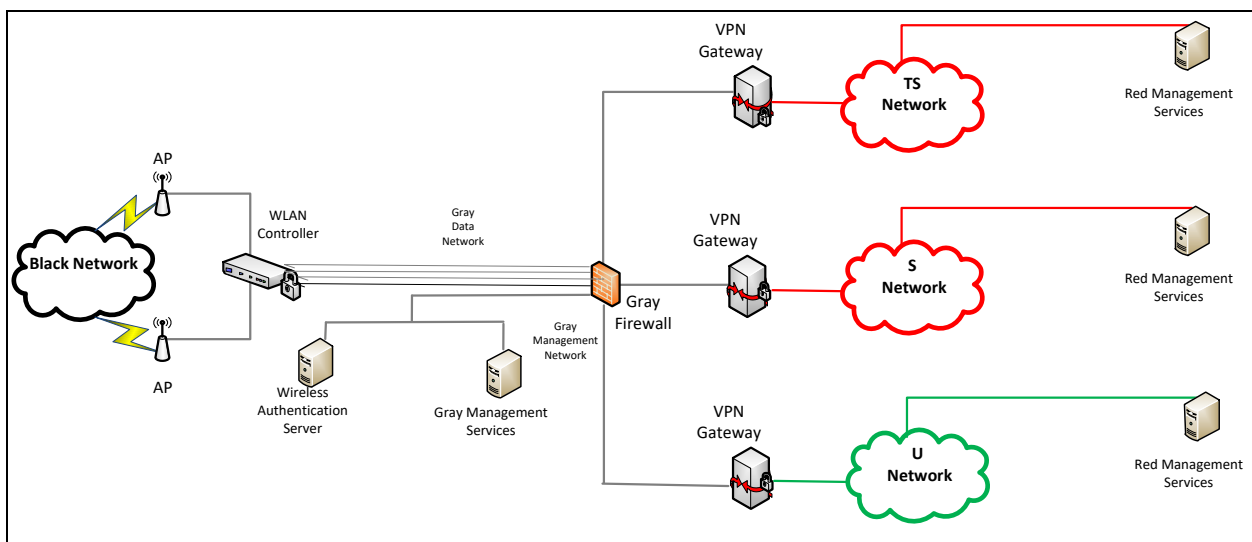 VPN
Gateway
TS
Network
Red Management
Services
AP
WLAN
Controller
Gray
Data
Network
Black Network
VPN
Gateway
S
Network
Red Management
Services
Gray
Firewall
Gray
Management
Network
AP
Wireless
Authentication
Server
Gray Management
Services
VPN
Gateway
U
Network
Red Management
Services